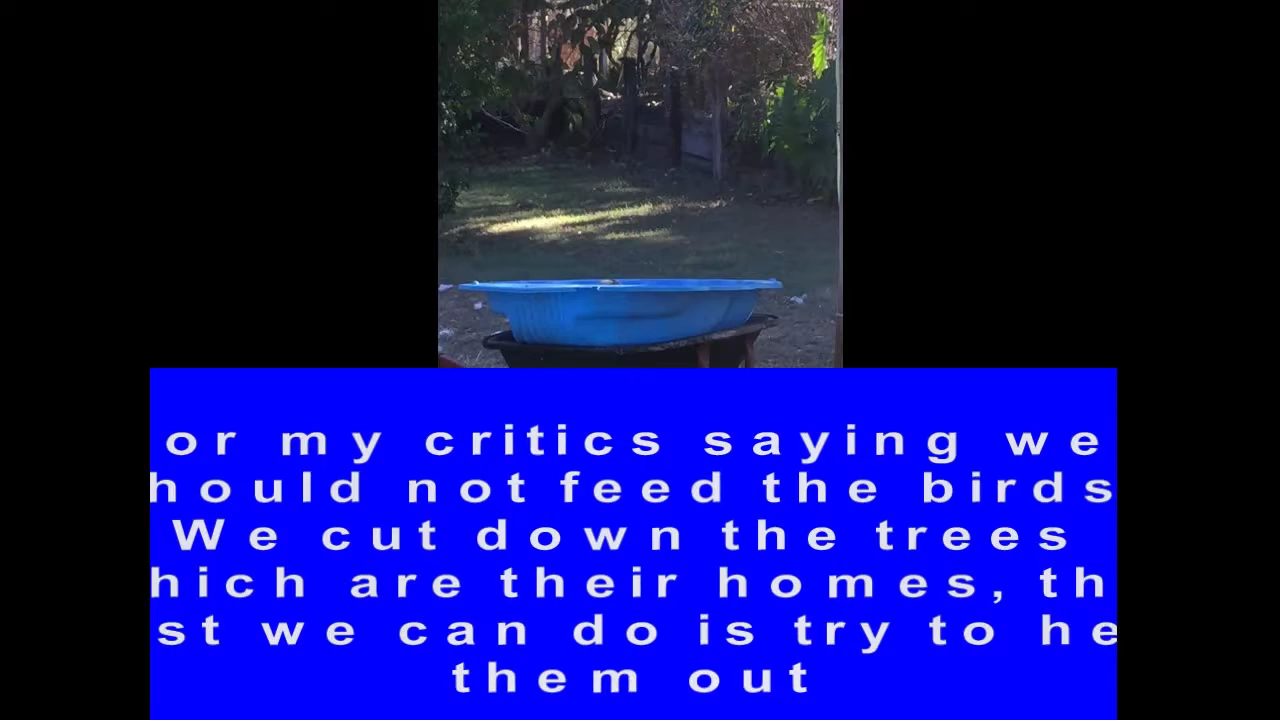 or my critics saying we
hould not feed the birds
We cut down the trees
hich are their homes, th
st we can do is try to he
them out